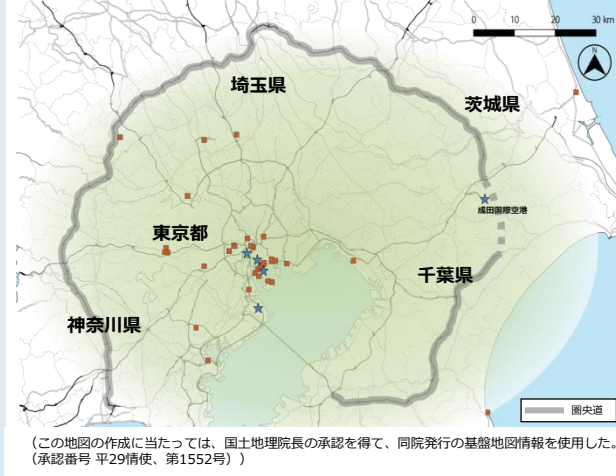 0 10 20 30 km
N
埼玉県
茨城県
成田国際空港
東京都
千葉県
神奈川県
圏央道
（この地図の作成に当たっては、国土地理院長の承認を得て、同院発行の基盤地図情報を使用した。
（承認番号 平29情使、第1552号））